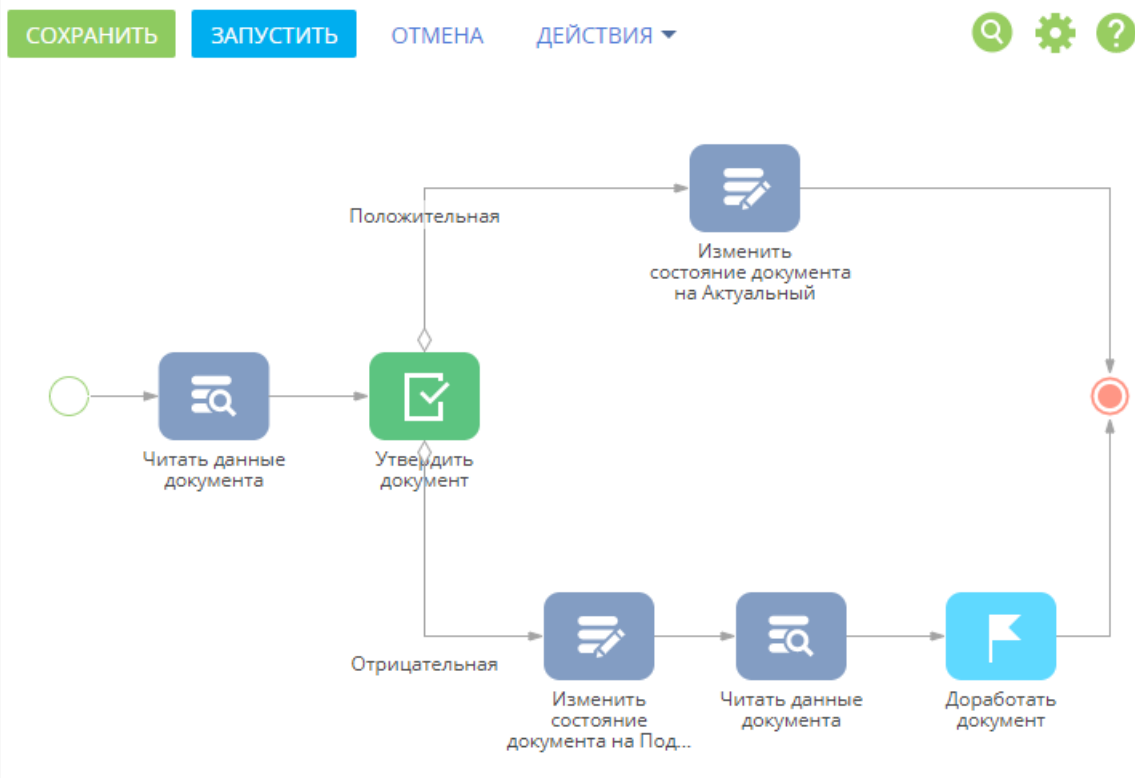 СОХРАНИТЬ ЗАПУСТИТЬ ОТМЕНА ДЕЙСТВИЯ
?
Положительная
Изменить
состояние документа
на Актуальный
Читать данные
документа
Утвердить
документ
Отрицательная
Изменить
состояние
документа на Под...
Читать данные
документа
Доработать
документ